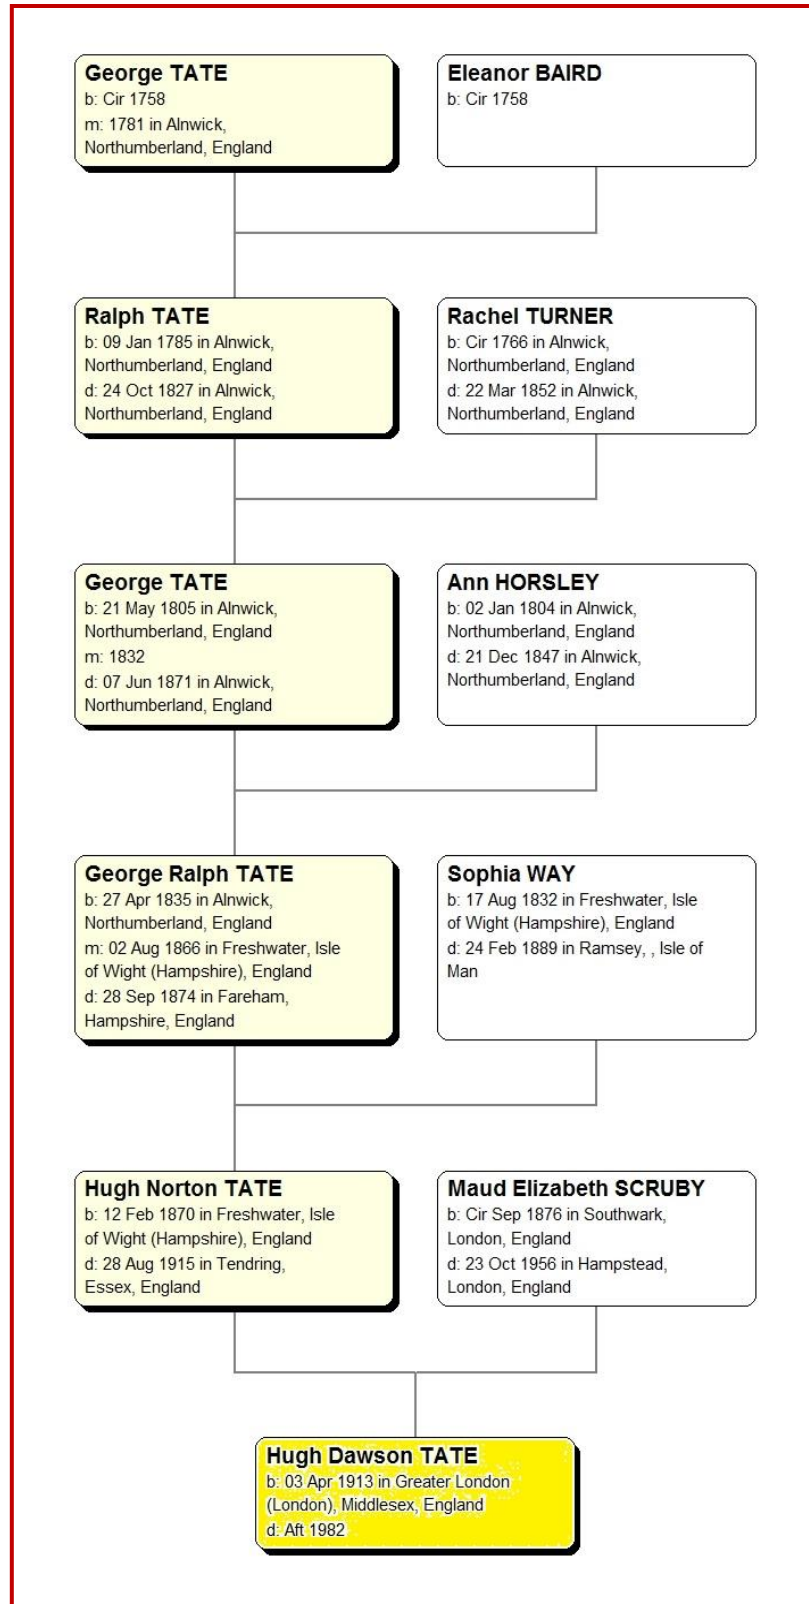 George TATE
b: Cir 1758
m: 1781 in Alnwick,
Northumberland, England
Eleanor BAIRD
b: Cir 1758
Ralph TATE
b: 09 Jan 1785 in Alnwick,
Northumberland, England
d: 24 Oct 1827 in Alnwick,
Northumberland, England
Rachel TURNER
b: Cir 1766 in Alnwick,
Northumberland, England
d: 22 Mar 1852 in Alnwick,
Northumberland, England
George TATE
b: 21 May 1805 in Alnwick,
Northumberland, England
m: 1832
d: 07 Jun 1871 in Alnwick,
Northumberland, England
Ann HORSLEY
b: 02 Jan 1804 in Alnwick,
Northumberland, England
d: 21 Dec 1847 in Alnwick,
Northumberland, England
George Ralph TATE
b: 27 Apr 1835 in Alnwick,
Northumberland, England
m: 02 Aug 1866 in Freshwater, Isle
of Wight (Hampshire), England
d: 28 Sep 1874 in Fareham,
Hampshire, England
Sophia WAY
b: 17 Aug 1832 in Freshwater, Isle
of Wight (Hampshire), England
d: 24 Feb 1889 in Ramsey, , Isle of
Man
Hugh Norton TATE
b: 12 Feb 1870 in Freshwater, Isle
of Wight (Hampshire), England
d: 28 Aug 1915 in Tendring,
Essex, England
Maud Elizabeth SCRUBY
b: Cir Sep 1876 in Southwark,
London, England
d: 23 Oct 1956 in Hampstead,
London, England
Hugh Dawson TATE
b: 03 Apr 1913 in Greater London
(London), Middlesex, England
d: Aft 1982